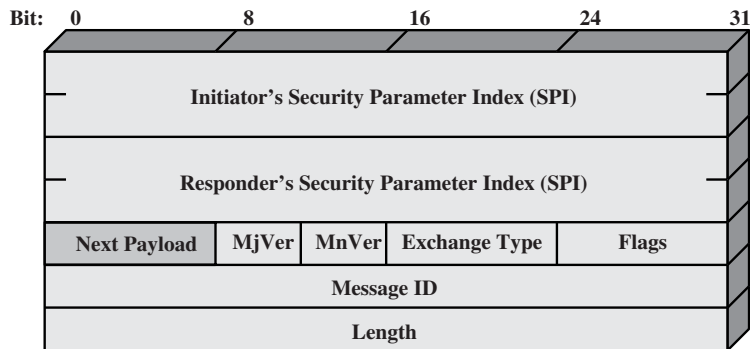 Bit: 0 8 16 24 31
Initiator’s Security Parameter Index (SPI)
Responder’s Security Parameter Index (SPI)
Next Payload MjVer MnVer Exchange Type Flags
Message ID
Length